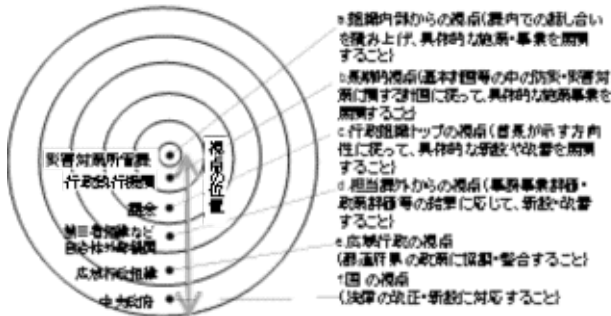 災害対策所管課
行政執行機関
議会
類似者組織など
自治体外郭機関
広域行政組織
中央政府
視点の位置
a.組織内部からの視点(課内での話し合い
を積み上げ、具体的な施策・事業を展開
すること)
b.長期的視点(基本計画等の中の防災・災害対
策に関する計画に従って、具体的な施策事業を
展開すること)
c.行政組織トップの視点(首長が示す方向
性に従って、具体的な新設や改善を展開
すること)
d.担当課外からの視点(事務事業評価・
政策評価等の結果に応じて、新設・改善
すること)
e.広域行政の視点
(都道府県の政策に協調・整合すること)
f.国の視点
(法律の改正・新設に対応すること)